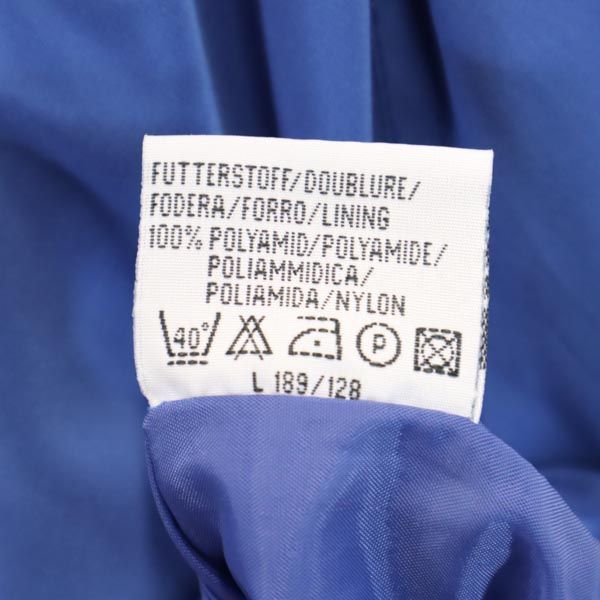 FUTTERSTOFF/DOUBLURE/
FODERA/FORRO/LINING
100% POLYAMID/POLYAMIDE/
POLIAMMIDICA/
POLIAMIDA/NYLON
40° P
L 189/128